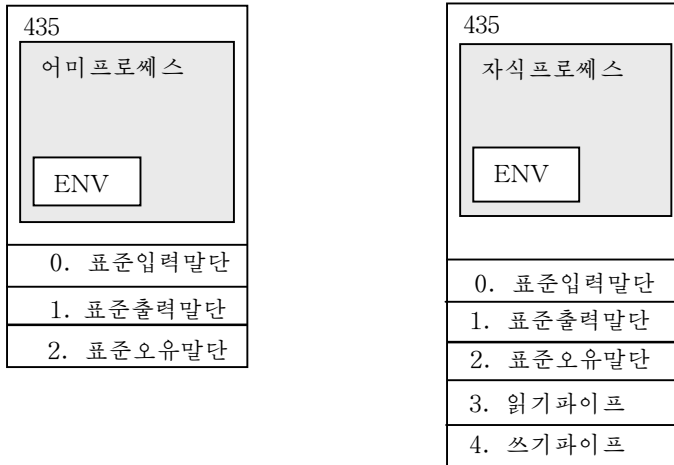 435
어미프로쎄스
ENV
0. 표준입력말단
1. 표준출력말단
2. 표준오유말단
435
자식프로쎄스
ENV
0. 표준입력말단
1. 표준출력말단
2. 표준오유말단
3. 읽기파이프
4. 쓰기파이프